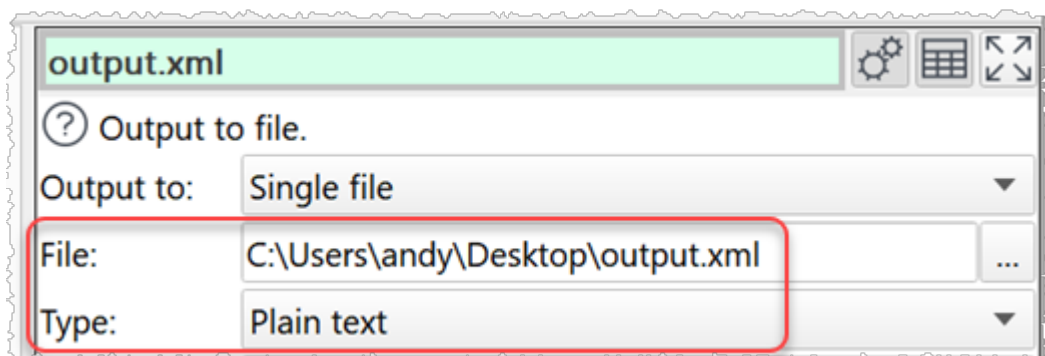 output.xml
Output to file.
Output to: Single file
File: C:\Users\andy\Desktop\output.xml ...
Type: Plain text